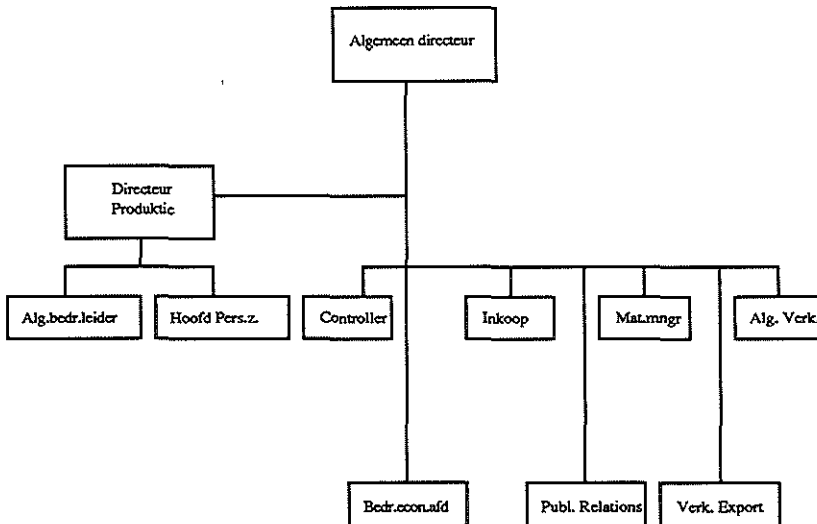 Algemeen directeur
Directeur
Produktie
Alg.bedr.leider
Hoofd Pers.z.
Controller
Inkoop
Mat.mngr
Alg. Verk.
Bedr.econ.afd
Publ. Relations
Verk. Export